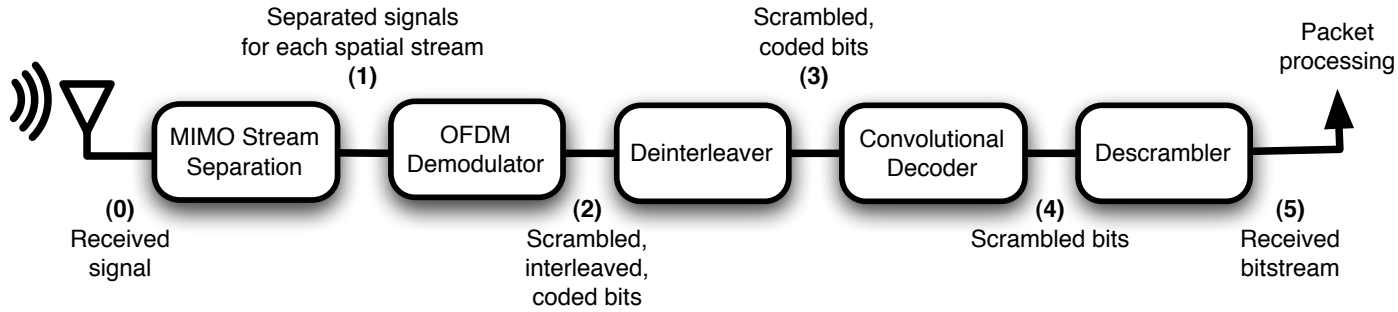 Separated signals
for each spatial stream
(1)
Scrambled,
coded bits
(3)
Packet
processing
MIMO Stream
Separation
OFDM
Demodulator
Deinterleaver
Convolutional
Decoder
Descrambler
(0)
Received
signal
(2)
Scrambled,
interleaved,
coded bits
(4)
Scrambled bits
(5)
Received
bitstream